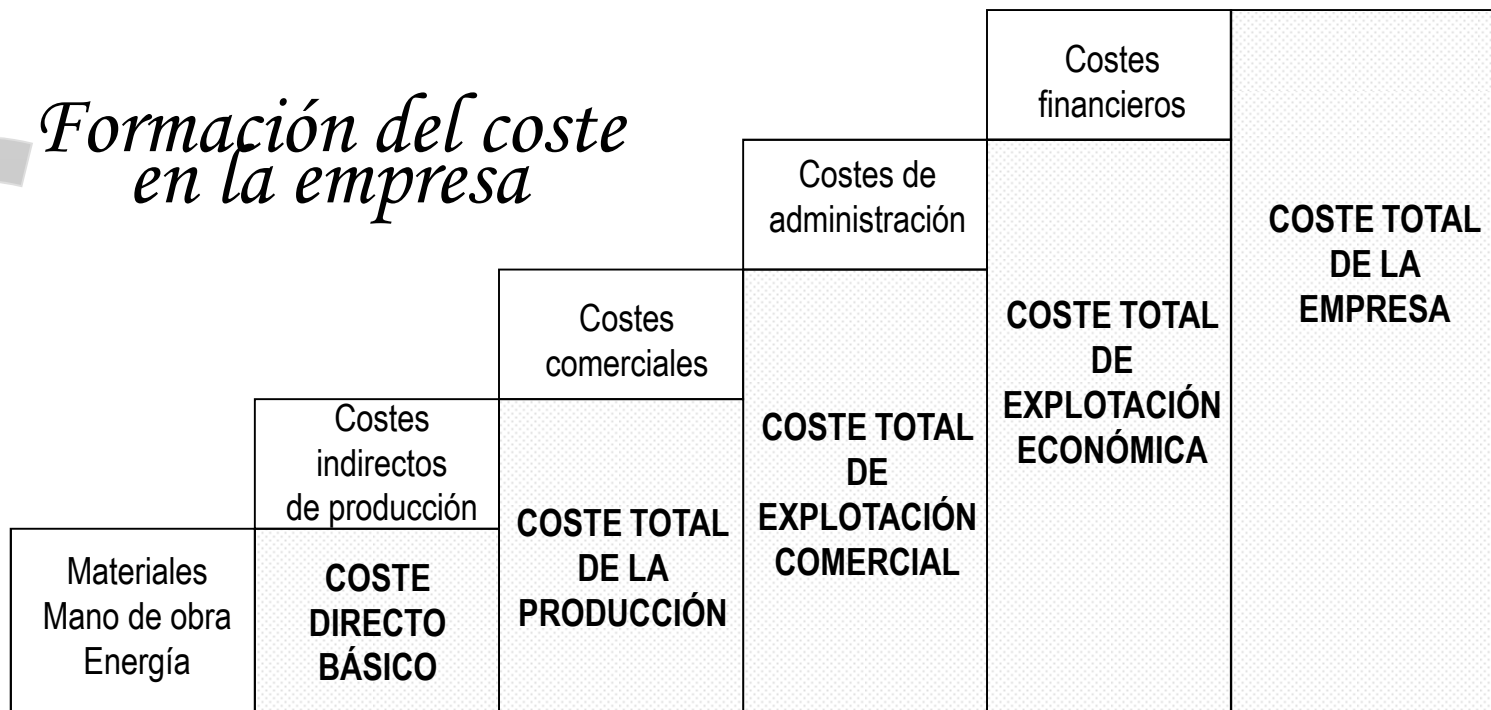 Formación del coste
en la empresa
Materiales
Mano de obra
Energía
Costes
indirectos
de producción
COSTE
DIRECTO
BÁSICO
Costes
comerciales
COSTE TOTAL
DE LA
PRODUCCIÓN
Costes de
administración
COSTE TOTAL
DE
EXPLOTACIÓN
COMERCIAL
Costes
financieros
COSTE TOTAL
DE
EXPLOTACIÓN
ECONÓMICA
COSTE TOTAL
DE LA
EMPRESA